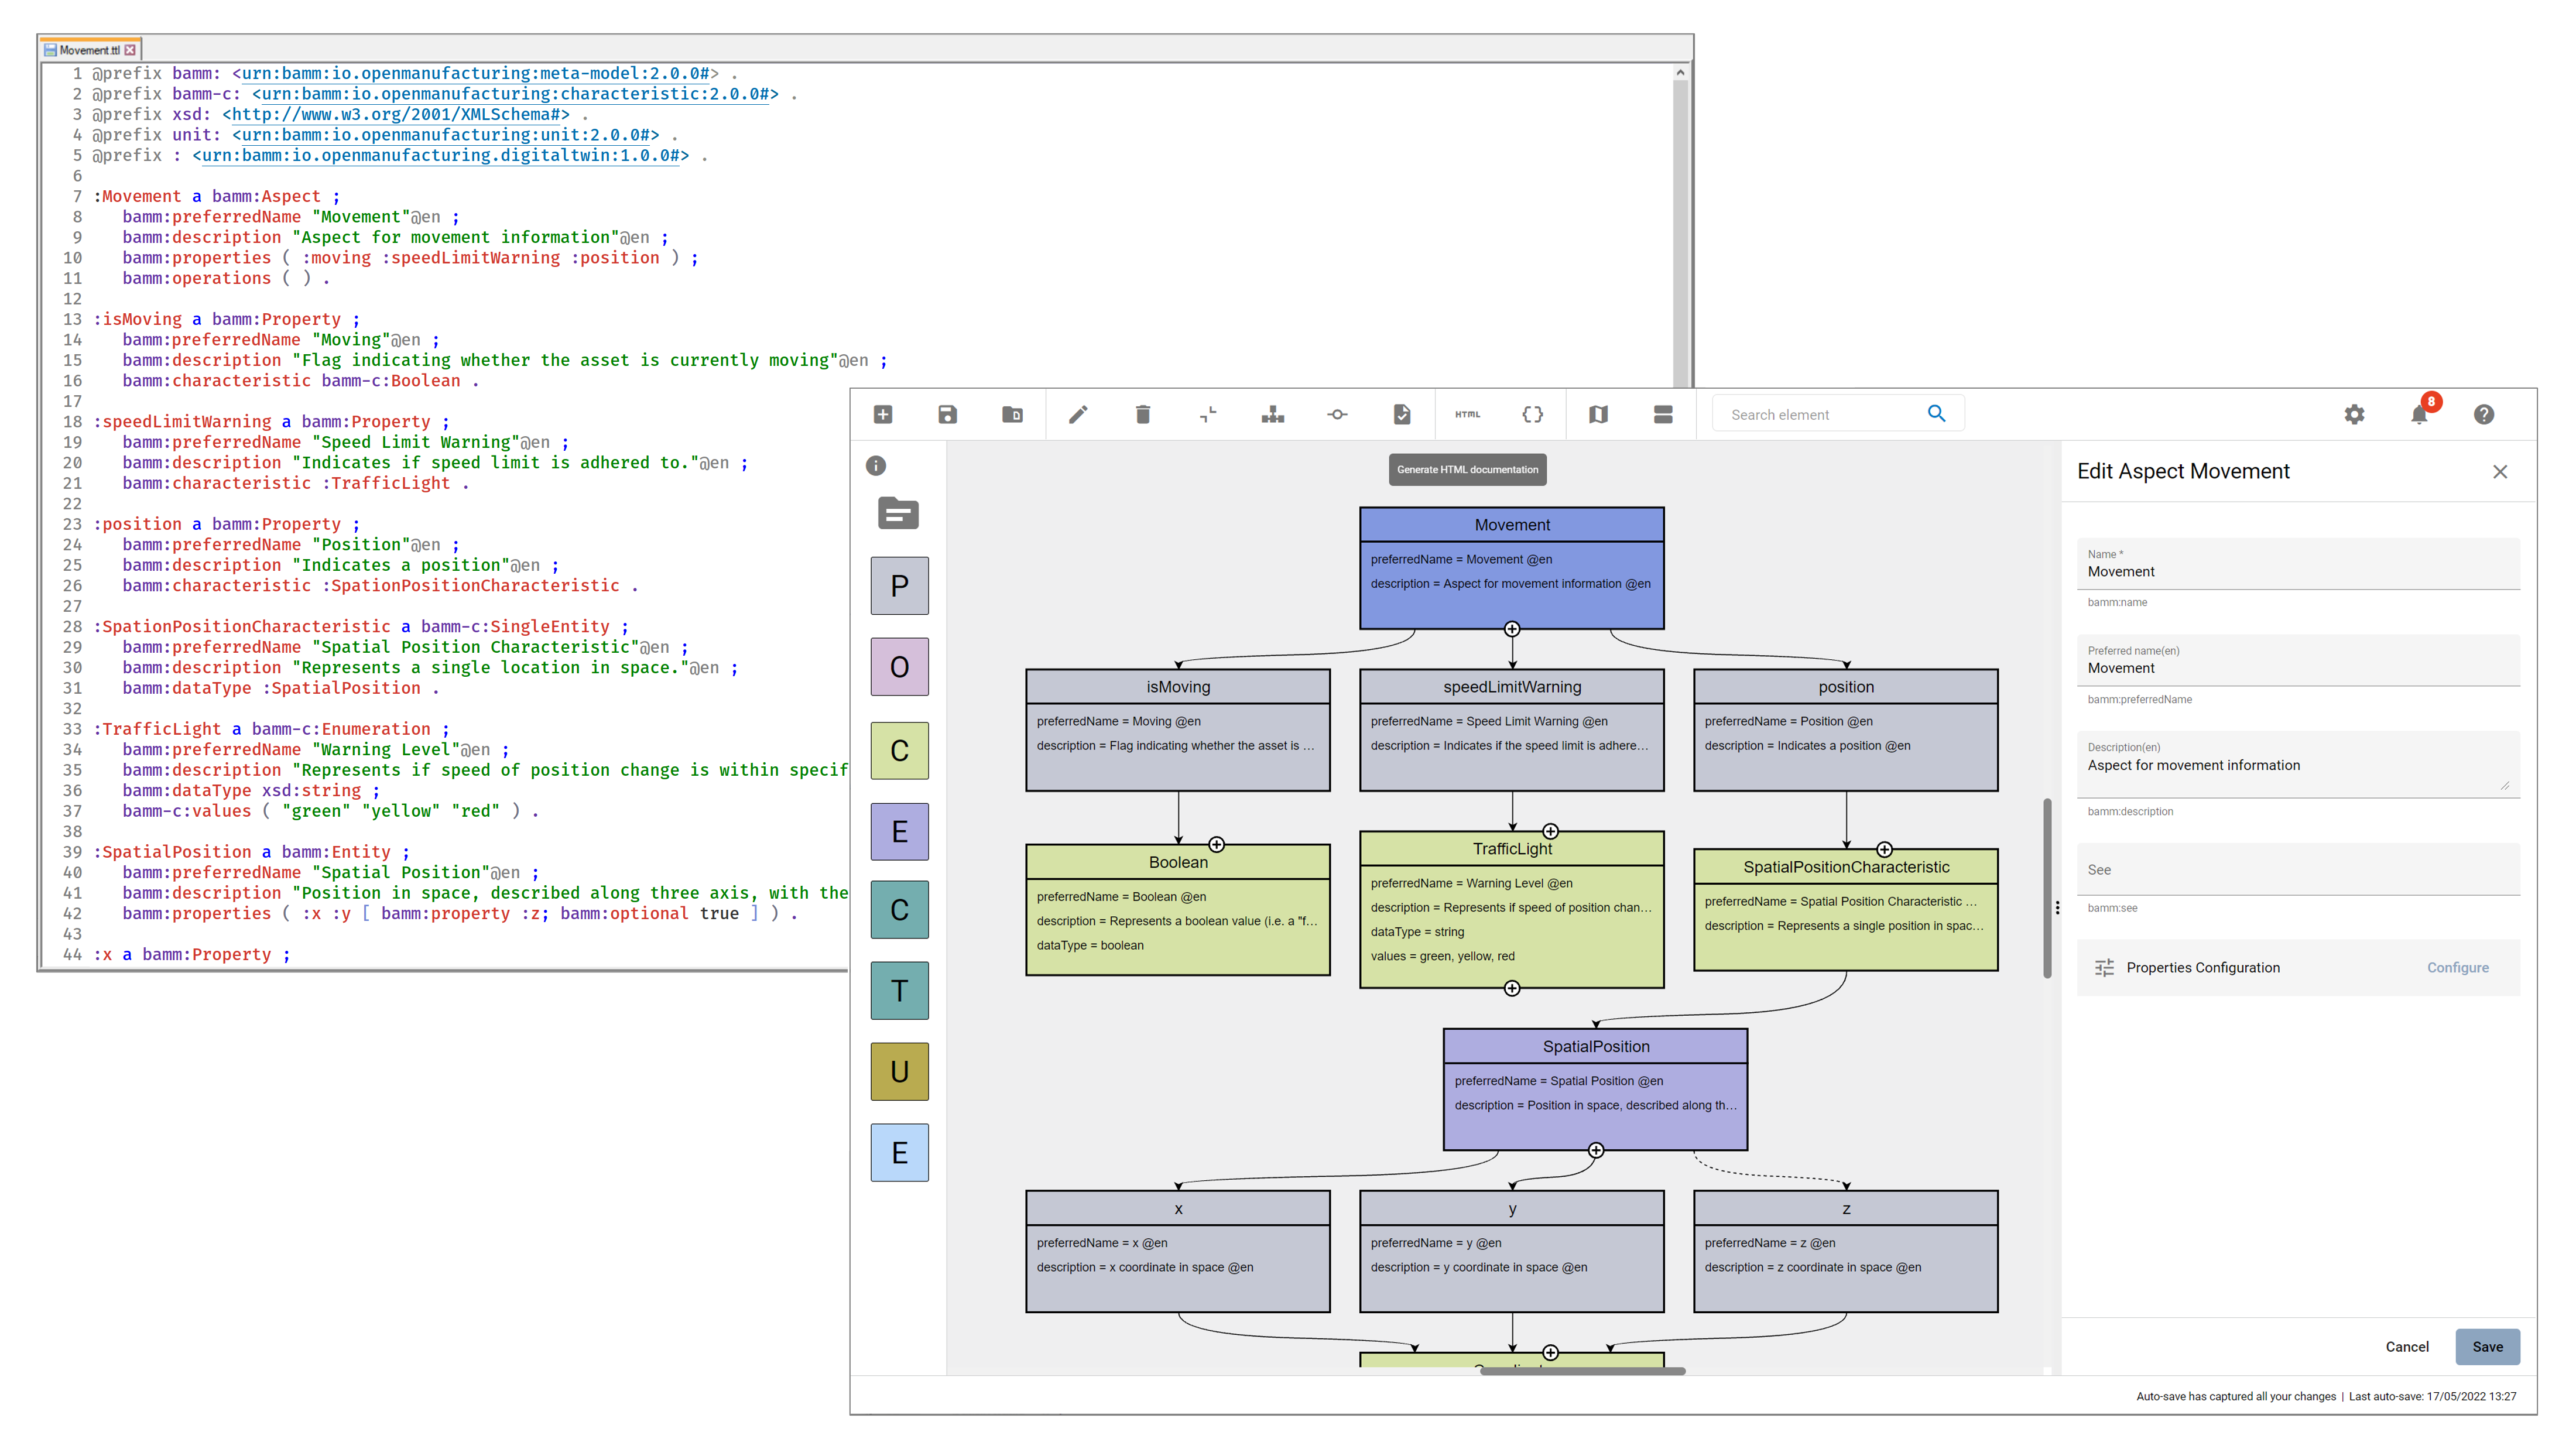 Movement.ttl
1 @prefix bamm: <urn:bamm:io.openmanufacturing:meta-model:2.0.0#> .
2 @prefix bamm-c: <urn:bamm:io.openmanufacturing:characteristic:2.0.0#> .
3 @prefix xsd: <http://www.w3.org/2001/XMLSchema#> .
4 @prefix unit: <urn:bamm:io.openmanufacturing:unit:2.0.0#> .
5 @prefix : <urn:bamm:io.openmanufacturing.digitaltwin:1.0.0#> .
6
7 :Movement a bamm:Aspect ;
8 bamm:preferredName "Movement"@en ;
9 bamm:description "Aspect for movement information"@en ;
10 bamm:properties ( :moving :speedLimitWarning :position ) ;
11 bamm:operations ( ) .
12
13 :isMoving a bamm:Property ;
14 bamm:preferredName "Moving"@en ;
15 bamm:description "Flag indicating whether the asset is currently moving"@en ;
16 bamm:characteristic bamm-c:Boolean .
17
18 :speedLimitWarning a bamm:Property ;
19 bamm:preferredName "Speed Limit Warning"@en ;
20 bamm:description "Indicates if speed limit is adhered to."@en ;
21 bamm:characteristic :TrafficLight .
22
23 :position a bamm:Property ;
24 bamm:preferredName "Position"@en ;
25 bamm:description "Indicates a position"@en ;
26 bamm:characteristic :SpationPositionCharacteristic .
27
28 :SpationPositionCharacteristic a bamm-c:SingleEntity ;
29 bamm:preferredName "Spatial Position Characteristic"@en ;
30 bamm:description "Represents a single location in space."@en ;
31 bamm:dataType :SpatialPosition .
32
33 :TrafficLight a bamm-c:Enumeration ;
34 bamm:preferredName "Warning Level"@en ;
35 bamm:description "Represents if speed of position change is within specif
36 bamm:dataType xsd:string ;
37 bamm-c:values ( "green" "yellow" "red" ) .
38
39 :SpatialPosition a bamm:Entity ;
40 bamm:preferredName "Spatial Position"@en ;
41 bamm:description "Position in space, described along three axis, with the
42 bamm:properties ( :x :y [ bamm:property :z; bamm:optional true ] ) .
43
44 :x a bamm:Property ;
HTML
{}
Search element
8
Generate HTML documentation
P
O
C
E
C
T
U
E
Movement
preferredName = Movement @en
description = Aspect for movement information @en
isMoving
preferredName = Moving @en
description = Flag indicating whether the asset is ...
speedLimitWarning
preferredName = Speed Limit Warning @en
description = Indicates if the speed limit is adhere...
position
preferredName = Position @en
description = Indicates a position @en
Boolean
preferredName = Boolean @en
description = Represents a boolean value (i.e. a "f...
dataType = boolean
TrafficLight
preferredName = Warning Level @en
description = Represents if speed of position chan...
dataType = string
values = green, yellow, red
SpatialPositionCharacteristic
preferredName = Spatial Position Characteristic ...
description = Represents a single position in spac...
SpatialPosition
preferredName = Spatial Position @en
description = Position in space, described along th...
x
preferredName = x @en
description = x coordinate in space @en
y
preferredName = y @en
description = y coordinate in space @en
z
preferredName = z @en
description = z coordinate in space @en
Edit Aspect Movement
Name *
Movement
bamm:name
Preferred name(en)
Movement
bamm:preferredName
Description(en)
Aspect for movement information
bamm:description
See
bamm:see
Properties Configuration
Configure
Cancel
Save
Auto-save has captured all your changes | Last auto-save: 17/05/2022 13:27